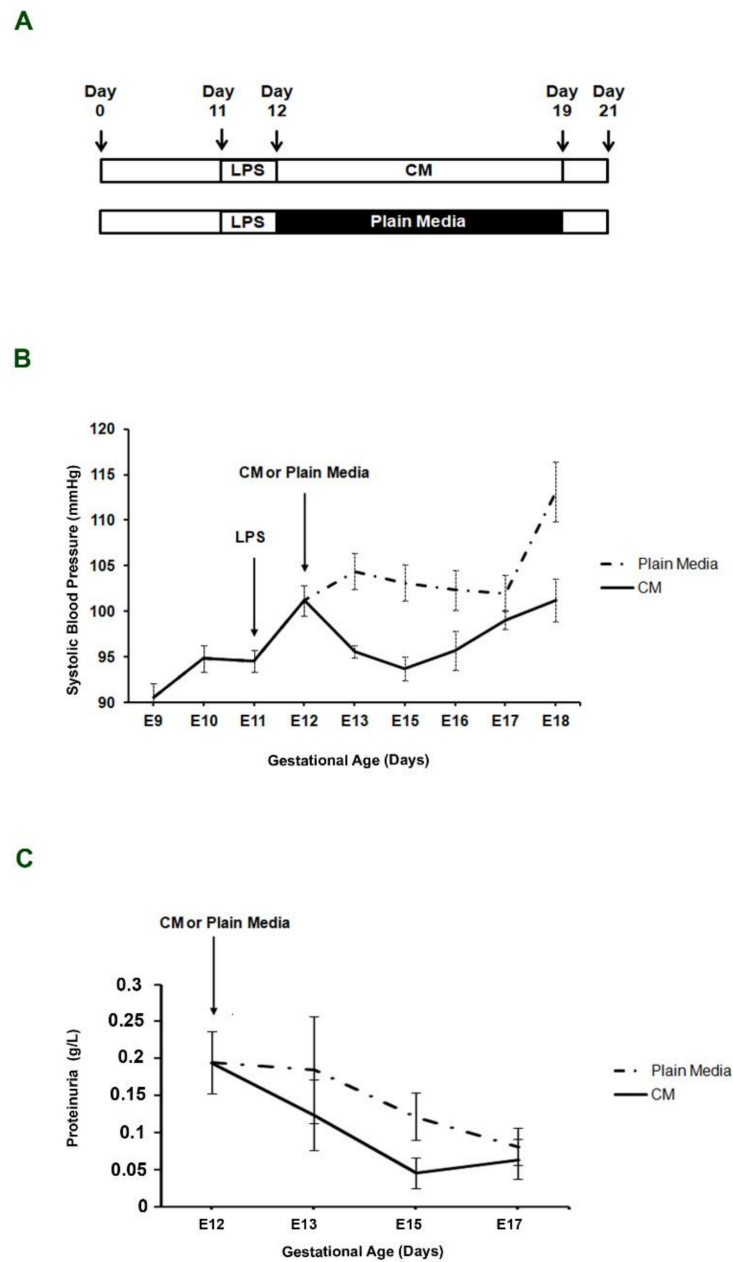 A
Day Day Day Day Day
0 11 12 19 21
LPS CM
LPS Plain Media
B
120
115
110
105
100
95
90
Systolic Blood Pressure (mmHg)
CM or Plain Media
LPS
Plain Media
CM
E9 E10 E11 E12 E13 E15 E16 E17 E18
Gestational Age (Days)
C
CM or Plain Media
0.3
0.25
0.2
0.15
0.1
0.05
0
Proteinuria (g/L)
Plain Media
CM
E12 E13 E15 E17
Gestational Age (Days)